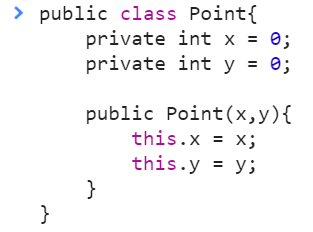 public class Point{
    private int x = 0;
    private int y = 0;

    public Point(x,y){
        this.x = x;
        this.y = y;
    }
}